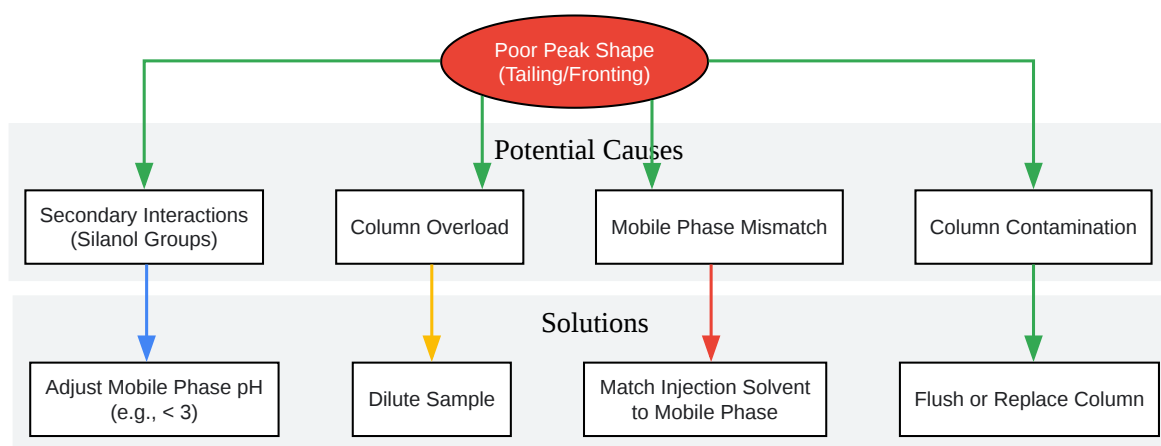 Poor Peak Shape
(Tailing/Fronting)
Potential Causes
Secondary Interactions
(Silanol Groups)
Column Overload
Mobile Phase Mismatch
Column Contamination
Solutions
Adjust Mobile Phase pH
(e.g., < 3)
Dilute Sample
Match Injection Solvent
to Mobile Phase
Flush or Replace Column